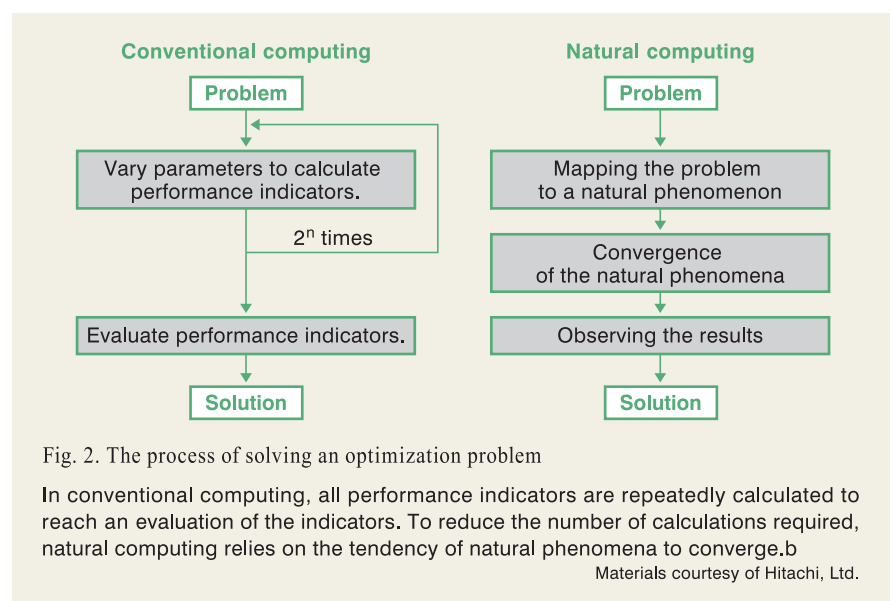 Conventional computing
Problem
Vary parameters to calculate
performance indicators.
2ⁿ times
Evaluate performance indicators.
Solution
Natural computing
Problem
Mapping the problem
to a natural phenomenon
Convergence
of the natural phenomena
Observing the results
Solution
Fig. 2. The process of solving an optimization problem
In conventional computing, all performance indicators are repeatedly calculated to
reach an evaluation of the indicators. To reduce the number of calculations required,
natural computing relies on the tendency of natural phenomena to converge.b
Materials courtesy of Hitachi, Ltd.